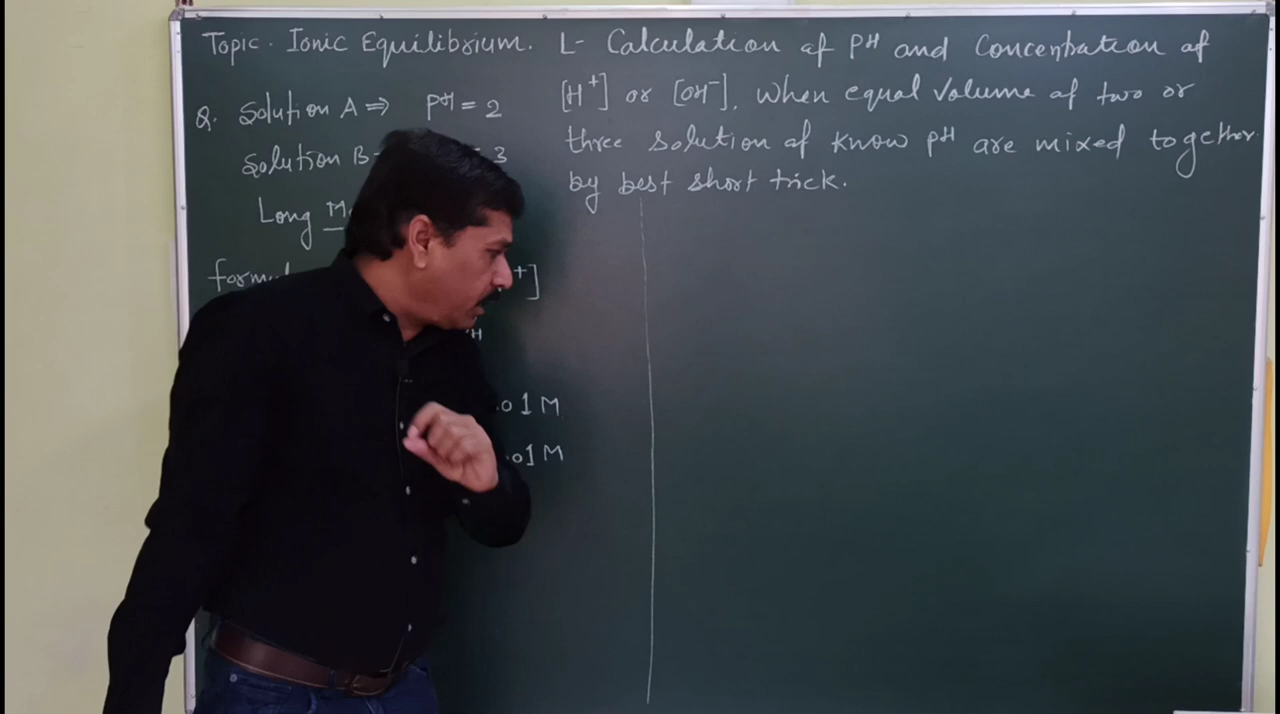 Topic. Ionic Equilibrium. L- Calculation of PH and Concentration of
[H+] or [OH-], When equal Volume of two or
three Solution of know pH are mixed together
by best short trick.
Q. Solution A ⇒ PH = 2
Solution B 3
Long
+]
H
.01 M
.01 M